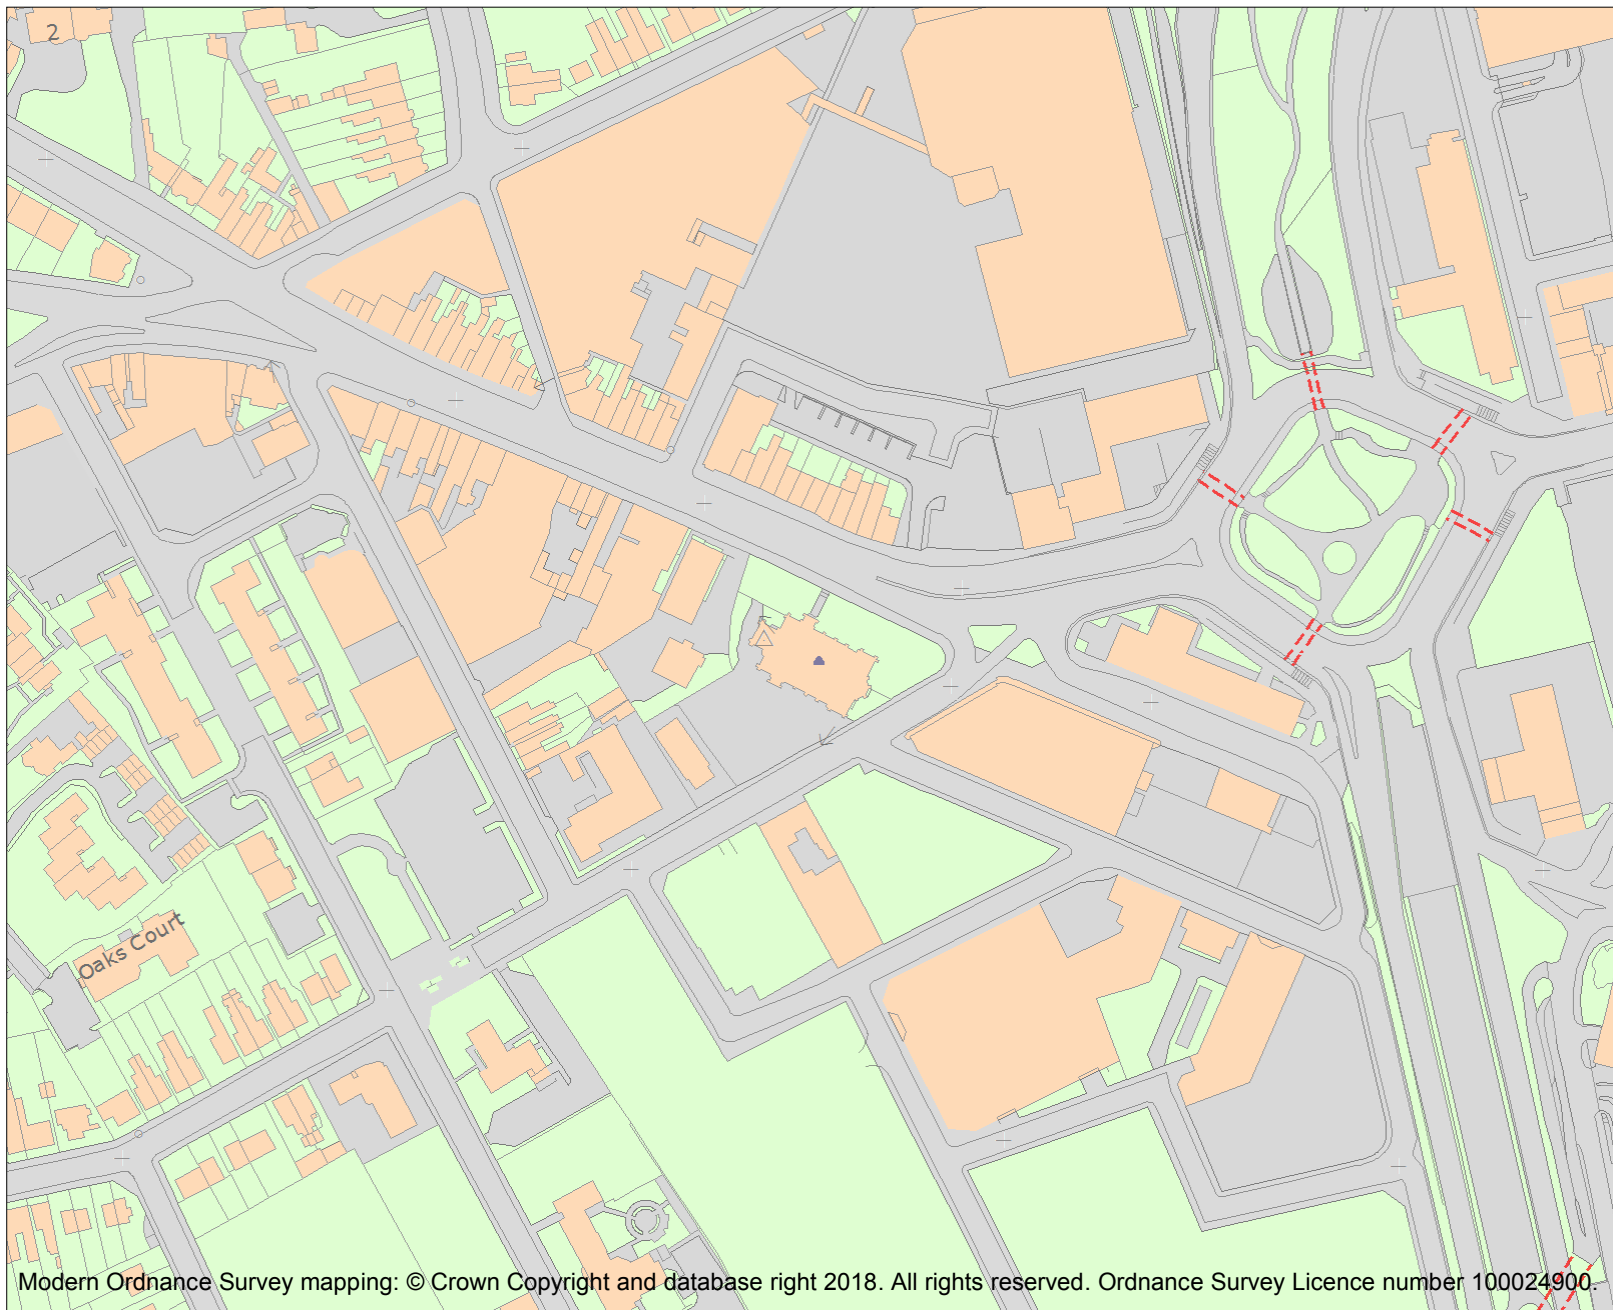 2
Oaks Court
Modern Ordnance Survey mapping: © Crown Copyright and database right 2018. All rights reserved. Ordnance Survey Licence number 100024900.